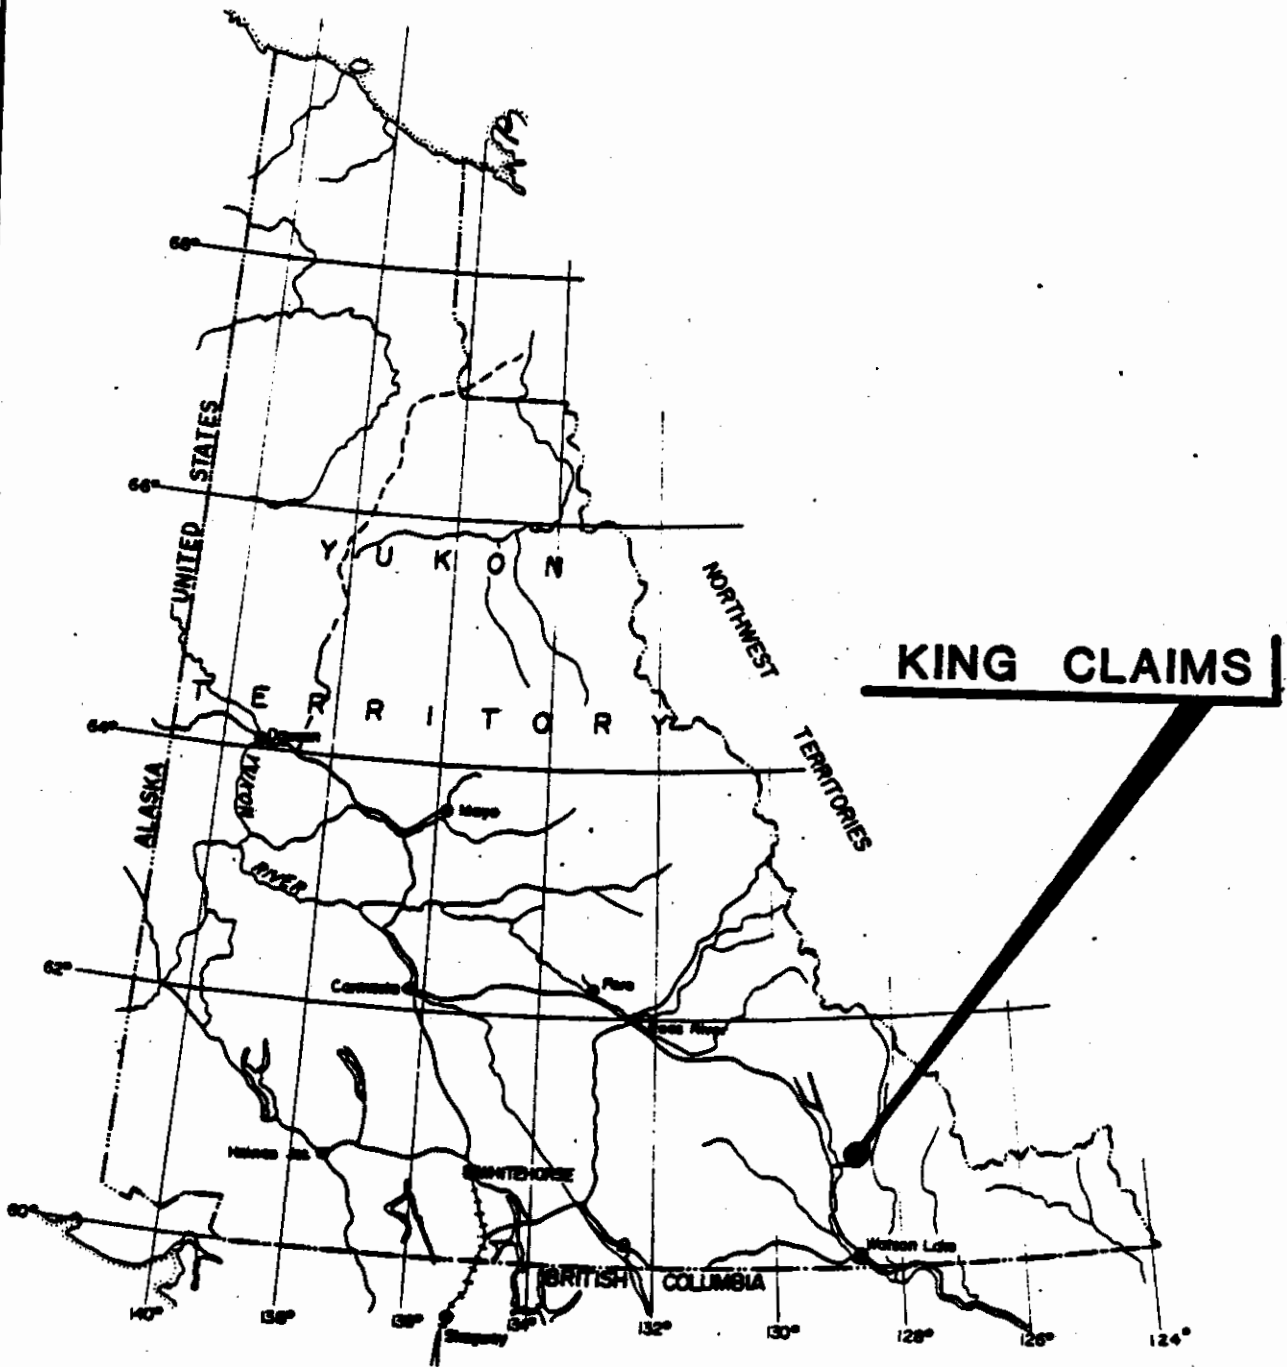 68°
UNITED STATES
66°
YUKON
NORTHWEST
KING CLAIMS
TERRITORY
64°
Dawson
TERRITORIES
ALASKA
YUKON
Mayo
RIVER
62°
Carmacks
Faro
Ross River
Haines Jct.
WHITEHORSE
60°
Watson Lake
BRITISH COLUMBIA
140°
138°
136°
134°
132°
130°
128°
126°
124°
Skagway